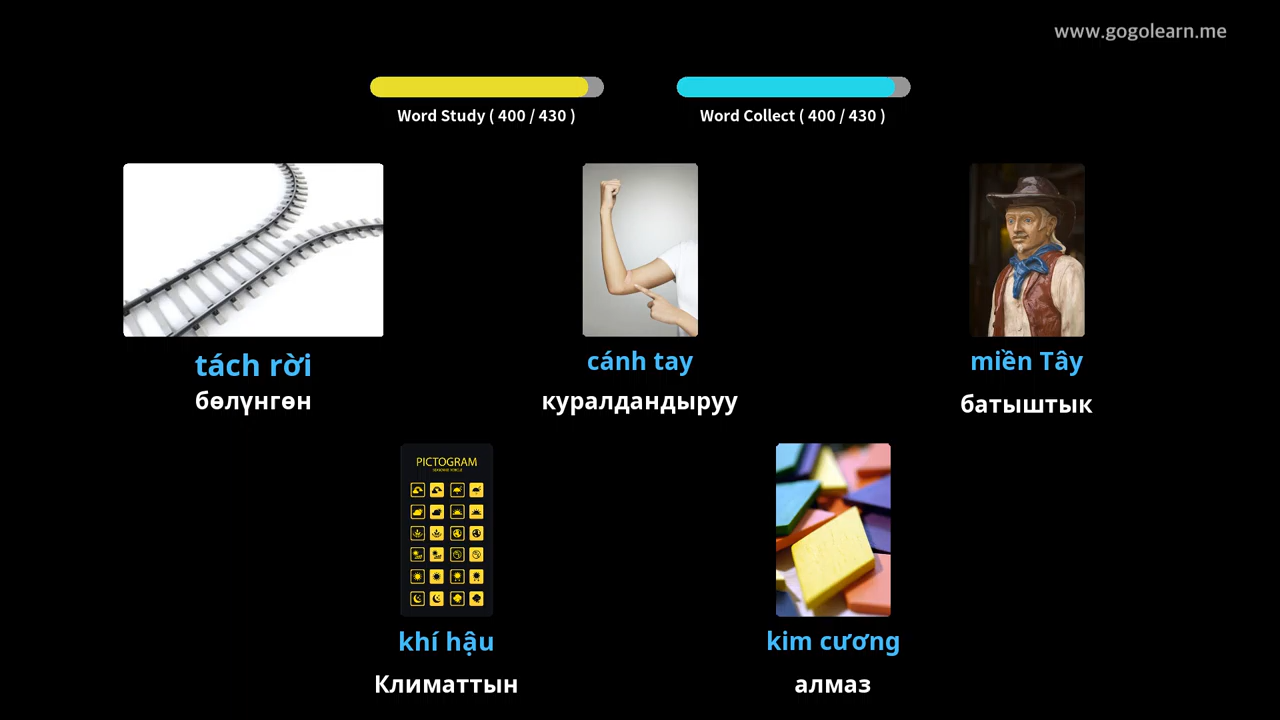 www.gogolearn.me
Word Study ( 400 / 430 )
Word Collect ( 400 / 430 )
tách rời
бөлүнгөн
cánh tay
куралдандыруу
miền Tây
батыштык
PICTOGRAM
khí hậu
Климаттын
kim cương
алмаз